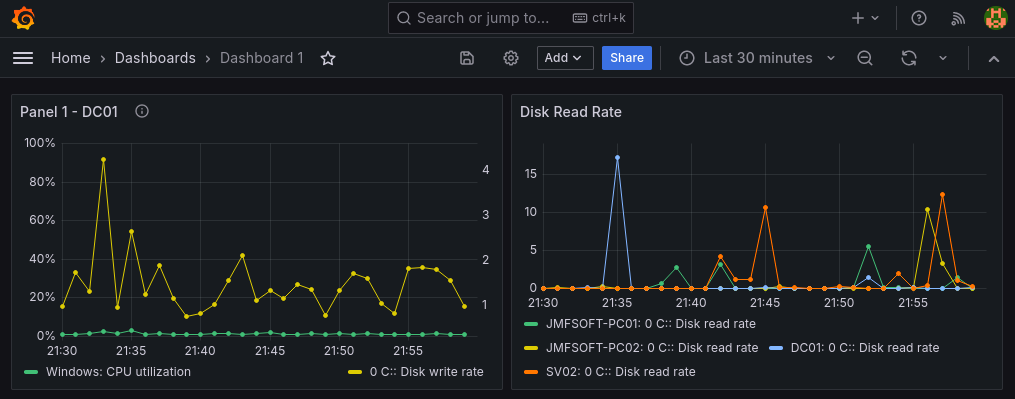 Search or jump to... ctrl+k
Home Dashboards Dashboard 1 Add Share Last 30 minutes
Panel 1 - DC01
100%
80%
60%
40%
20%
0%
4
3
2
1
21:30 21:35 21:40 21:45 21:50 21:55
Windows: CPU utilization 0 C:: Disk write rate
Disk Read Rate
15
10
5
0
21:30 21:35 21:40 21:45 21:50 21:55
JMFSOFT-PC01: 0 C:: Disk read rate
JMFSOFT-PC02: 0 C:: Disk read rate DC01: 0 C:: Disk read rate
SV02: 0 C:: Disk read rate